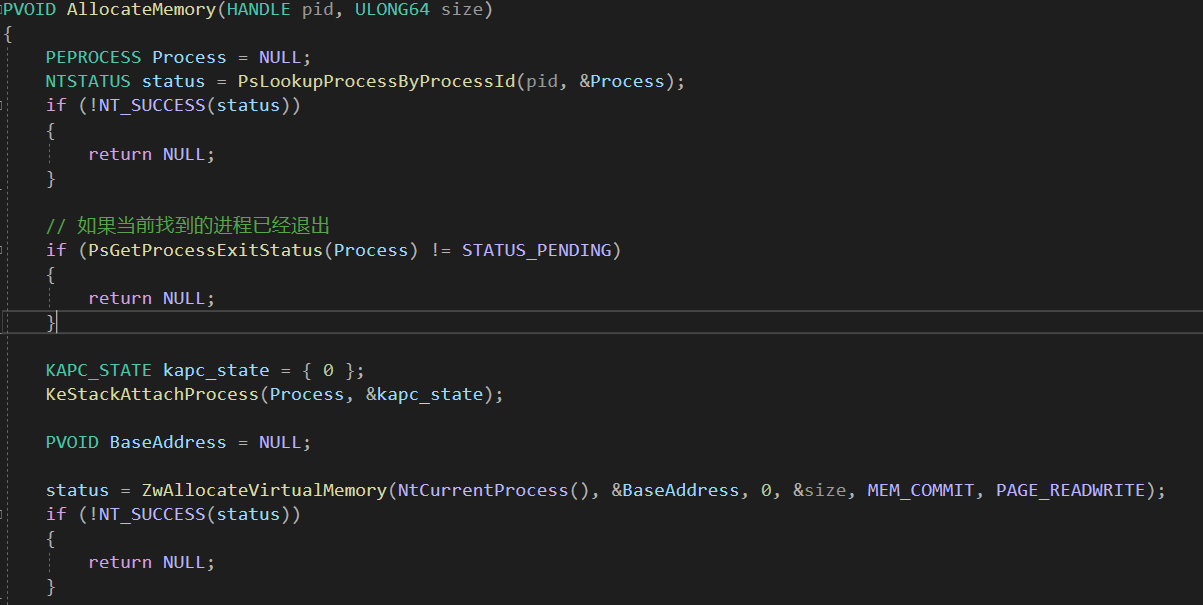 PVOID AllocateMemory(HANDLE pid, ULONG64 size)
{
    PEPROCESS Process = NULL;
    NTSTATUS status = PsLookupProcessByProcessId(pid, &Process);
    if (!NT_SUCCESS(status))
    {
        return NULL;
    }
    // 如果当前找到的进程已经退出
    if (PsGetProcessExitStatus(Process) != STATUS_PENDING)
    {
        return NULL;
    }
    KAPC_STATE kapc_state = { 0 };
    KeStackAttachProcess(Process, &kapc_state);
    PVOID BaseAddress = NULL;
    status = ZwAllocateVirtualMemory(NtCurrentProcess(), &BaseAddress, 0, &size, MEM_COMMIT, PAGE_READWRITE);
    if (!NT_SUCCESS(status))
    {
        return NULL;
    }